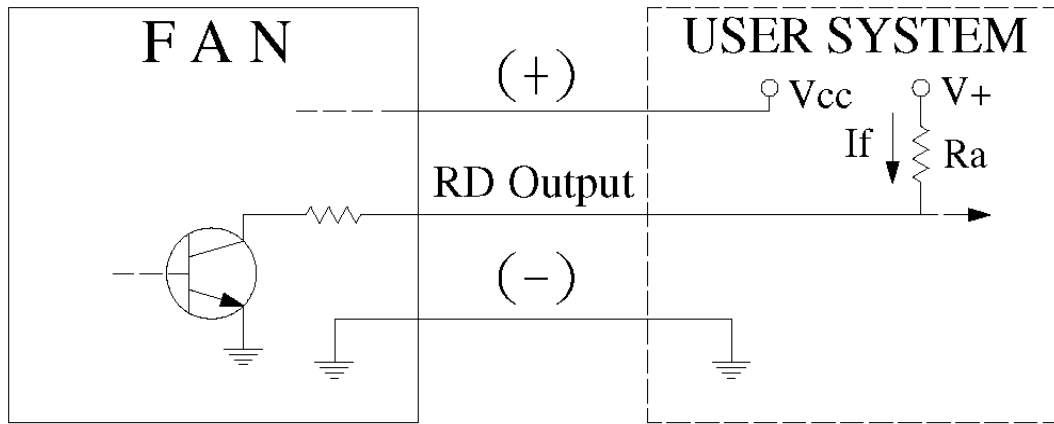 F A N
USER SYSTEM
(+)
Vcc
V+
If
Ra
RD Output
(−)